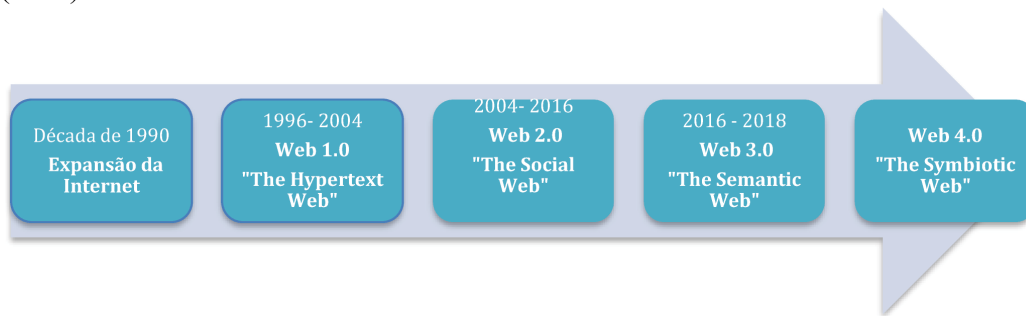 Década de 1990
Expansão da
Internet
1996- 2004
Web 1.0
"The Hypertext
Web"
2004- 2016
Web 2.0
"The Social
Web"
2016 - 2018
Web 3.0
"The Semantic
Web"
Web 4.0
"The Symbiotic
Web"